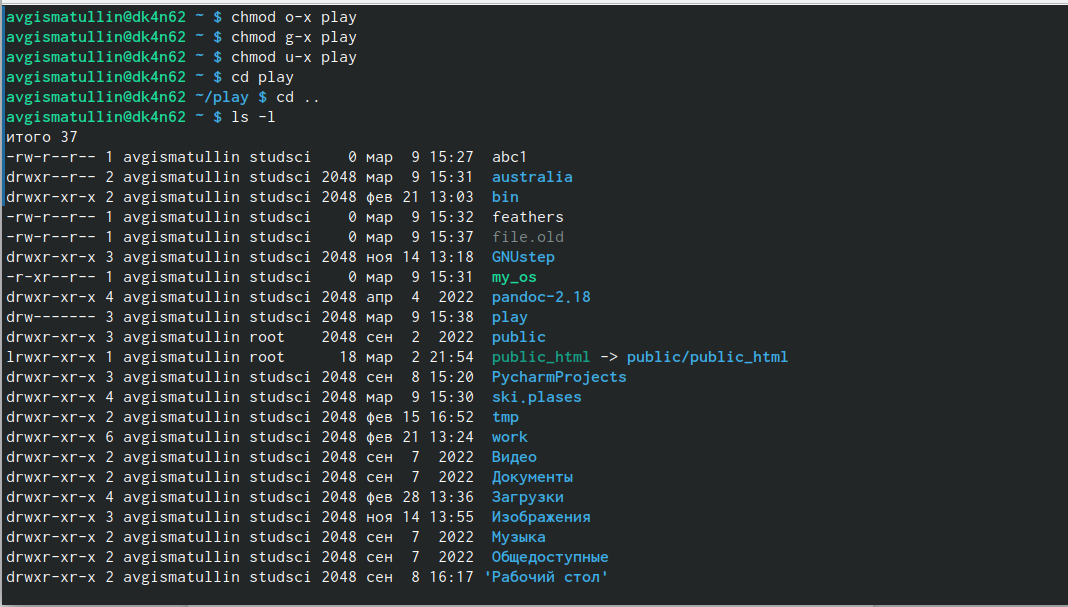 avgismatullin@dk4n62 ~ $ chmod o-x play
avgismatullin@dk4n62 ~ $ chmod g-x play
avgismatullin@dk4n62 ~ $ chmod u-x play
avgismatullin@dk4n62 ~ $ cd play
avgismatullin@dk4n62 ~/play $ cd ..
avgismatullin@dk4n62 ~ $ ls -l
итого 37
-rw-r--r-- 1 avgismatullin studsci    0 мар  9 15:27  abc1
drwxr--r-- 2 avgismatullin studsci 2048 мар  9 15:31  australia
drwxr-xr-x 2 avgismatullin studsci 2048 фев 21 13:03  bin
-rw-r--r-- 1 avgismatullin studsci    0 мар  9 15:32  feathers
-rw-r--r-- 1 avgismatullin studsci    0 мар  9 15:37  file.old
drwxr-xr-x 3 avgismatullin studsci 2048 ноя 14 13:18  GNUstep
-r-xr--r-- 1 avgismatullin studsci    0 мар  9 15:31  my_os
drwxr-xr-x 4 avgismatullin studsci 2048 апр  4  2022  pandoc-2.18
drw------- 3 avgismatullin studsci 2048 мар  9 15:38  play
drwxr-xr-x 3 avgismatullin root    2048 сен  2  2022  public
lrwxr-xr-x 1 avgismatullin root      18 мар  2 21:54  public_html -> public/public_html
drwxr-xr-x 3 avgismatullin studsci 2048 сен  8 15:20  PycharmProjects
drwxr-xr-x 4 avgismatullin studsci 2048 мар  9 15:30  ski.plases
drwxr-xr-x 2 avgismatullin studsci 2048 фев 15 16:52  tmp
drwxr-xr-x 6 avgismatullin studsci 2048 фев 21 13:24  work
drwxr-xr-x 2 avgismatullin studsci 2048 сен  7  2022  Видео
drwxr-xr-x 2 avgismatullin studsci 2048 сен  7  2022  Документы
drwxr-xr-x 4 avgismatullin studsci 2048 фев 28 13:36  Загрузки
drwxr-xr-x 3 avgismatullin studsci 2048 ноя 14 13:55  Изображения
drwxr-xr-x 2 avgismatullin studsci 2048 сен  7  2022  Музыка
drwxr-xr-x 2 avgismatullin studsci 2048 сен  7  2022  Общедоступные
drwxr-xr-x 2 avgismatullin studsci 2048 сен  8 16:17 'Рабочий стол'